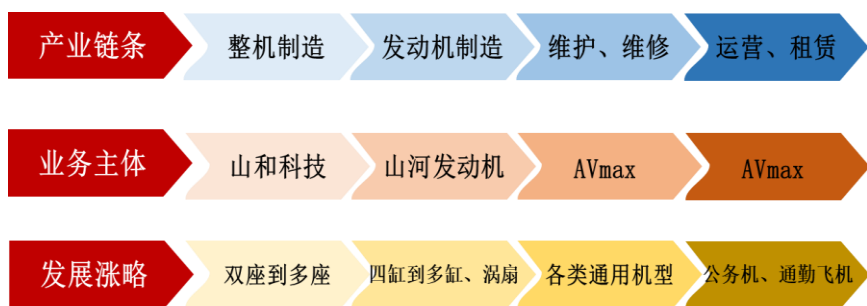 产业链条 整机制造 发动机制造 维护、维修 运营、租赁
业务主体 山和科技 山河发动机 AVmax AVmax
发展涨略 双座到多座 四缸到多缸、涡扇 各类通用机型 公务机、通勤飞机